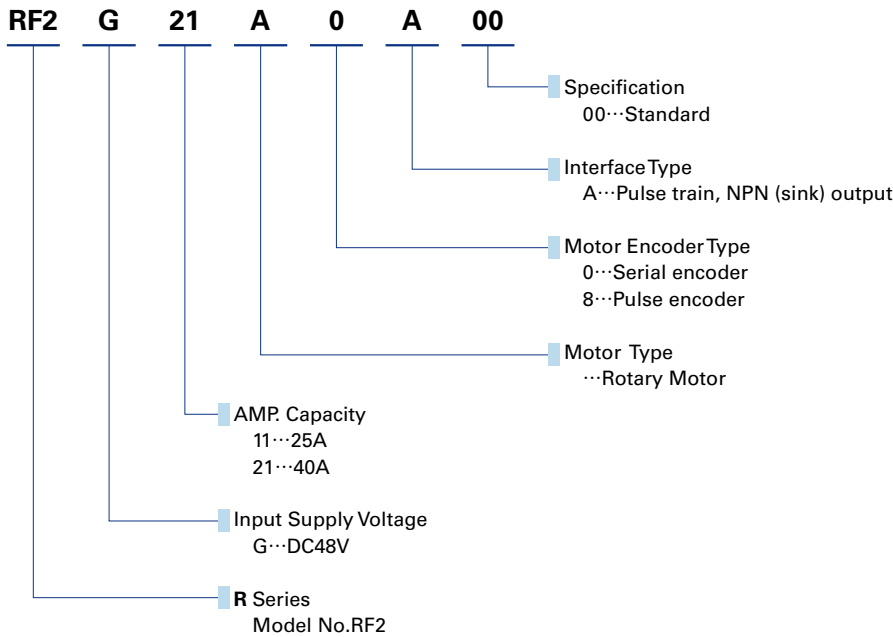 RF2 G 21 A 0 A 00
Specification
00···Standard
Interface Type
A···Pulse train, NPN (sink) output
Motor Encoder Type
0···Serial encoder
8···Pulse encoder
Motor Type
···Rotary Motor
AMP. Capacity
11···25A
21···40A
Input Supply Voltage
G···DC48V
R Series
Model No.RF2